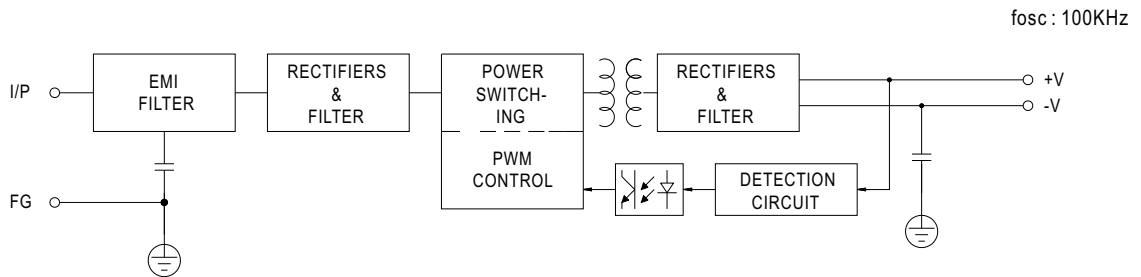 fosc : 100KHz
I/P
EMI
FILTER
RECTIFIERS
&
FILTER
POWER
SWITCH-
ING
PWM
CONTROL
RECTIFIERS
&
FILTER
+V
-V
DETECTION
CIRCUIT
FG